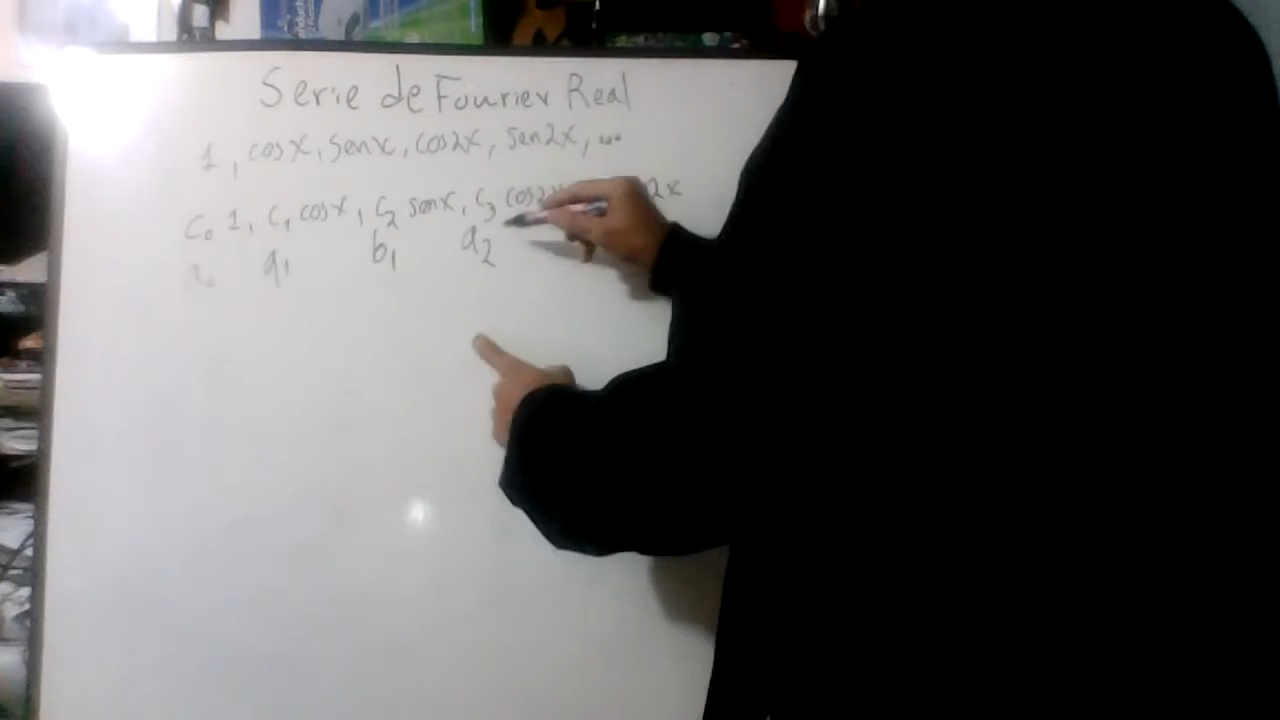 Serie de Fourier Real
1, cosx, senx, cos2x, sen2x, ...
c₀ 1, c₁ cosx, c₂ senx, c₃ cos2x 2x
a₀ a₁ b₁ a₂